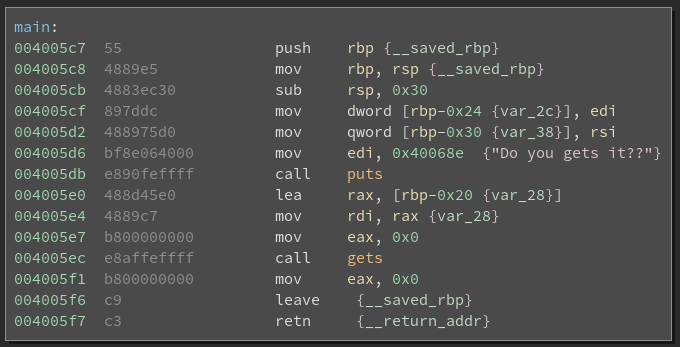 main:
004005c7  55                  push    rbp {__saved_rbp}
004005c8  4889e5              mov     rbp, rsp {__saved_rbp}
004005cb  4883ec30            sub     rsp, 0x30
004005cf  897ddc              mov     dword [rbp-0x24 {var_2c}], edi
004005d2  488975d0            mov     qword [rbp-0x30 {var_38}], rsi
004005d6  bf8e064000          mov     edi, 0x40068e  {"Do you gets it??"}
004005db  e890feffff          call    puts
004005e0  488d45e0            lea     rax, [rbp-0x20 {var_28}]
004005e4  4889c7              mov     rdi, rax {var_28}
004005e7  b800000000          mov     eax, 0x0
004005ec  e8affeffff          call    gets
004005f1  b800000000          mov     eax, 0x0
004005f6  c9                  leave    {__saved_rbp}
004005f7  c3                  retn     {__return_addr}